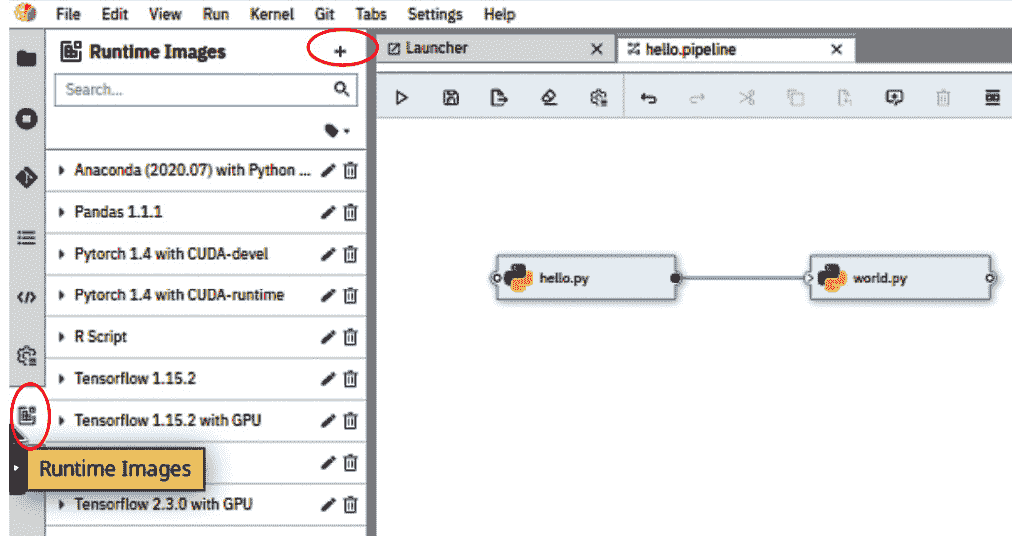 File Edit View Run Kernel Git Tabs Settings Help
Runtime Images +
Launcher
hello.pipeline
Search...
Anaconda (2020.07) with Python ...
Pandas 1.1.1
Pytorch 1.4 with CUDA-devel
Pytorch 1.4 with CUDA-runtime
R Script
Tensorflow 1.15.2
Tensorflow 1.15.2 with GPU
Runtime Images
Tensorflow 2.3.0 with GPU
hello.py
world.py